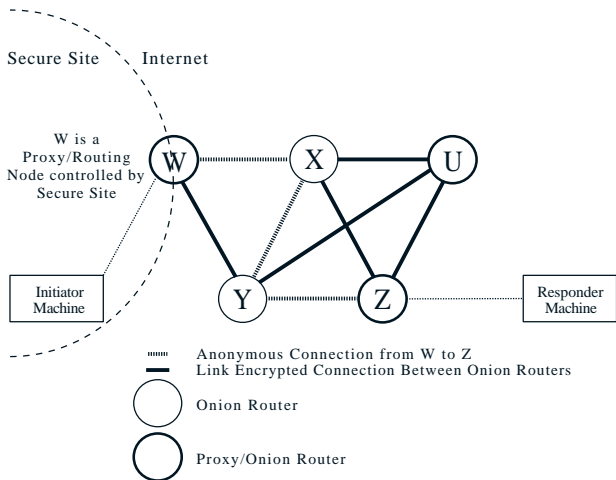 Secure Site
Internet
W is a
Proxy/Routing
Node controlled by
Secure Site
W
X
U
Y
Z
Initiator
Machine
Responder
Machine
Anonymous Connection from W to Z
Link Encrypted Connection Between Onion Routers
Onion Router
Proxy/Onion Router